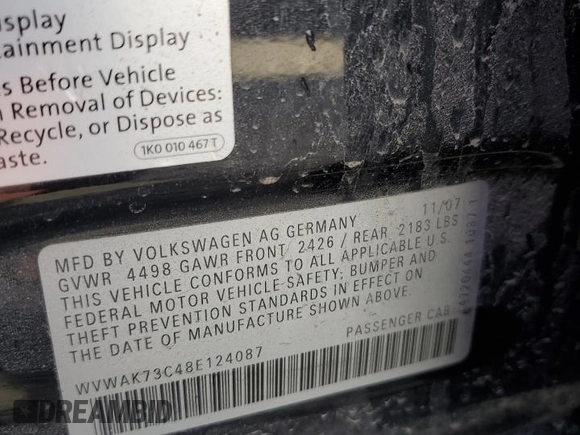 isplay
tainment Display
s Before Vehicle
Removal of Devices:
Recycle, or Dispose as
aste.
1K0 010 467 T
MFD BY VOLKSWAGEN AG GERMANY 11/07
GVWR 4498 GAWR FRONT 2426 / REAR 2183 LBS
THIS VEHICLE CONFORMS TO ALL APPLICABLE U.S.
FEDERAL MOTOR VEHICLE-SAFETY, BUMPER AND
THEFT PREVENTION STANDARDS IN EFFECT ON
THE DATE OF MANUFACTURE SHOWN ABOVE.
PASSENGER CAR
WVWAK73C48E124087
DREAMBID